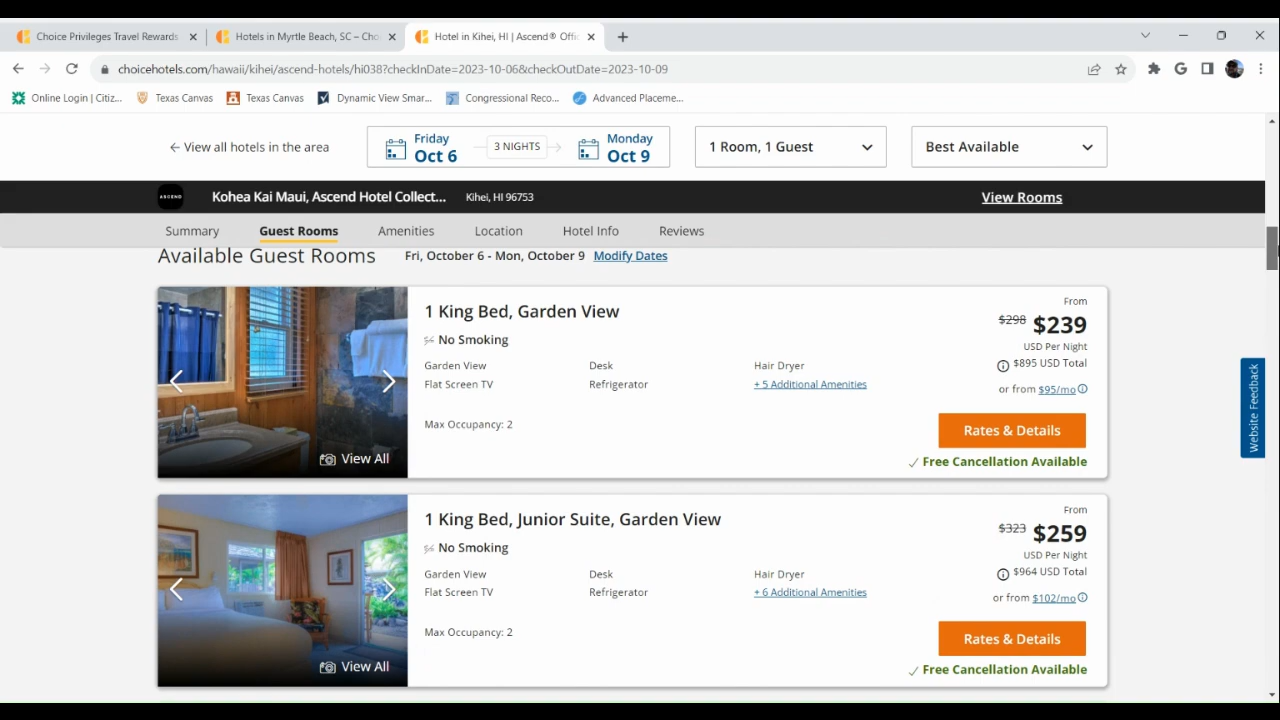 Choice Privileges Travel Rewards
Hotels in Myrtle Beach, SC – Cho
Hotel in Kihei, HI | Ascend® Offi
choicehotels.com/hawaii/kihei/ascend-hotels/hi038?checkInDate=2023-10-06&checkOutDate=2023-10-09
Online Login | Citiz...
Texas Canvas
Texas Canvas
Dynamic View Smar...
Congressional Reco...
Advanced Placeme...
View all hotels in the area
Friday
Oct 6
3 NIGHTS
Monday
Oct 9
1 Room, 1 Guest
Best Available
ASCEND
Kohea Kai Maui, Ascend Hotel Collect...
Kihei, HI 96753
View Rooms
Summary
Guest Rooms
Amenities
Location
Hotel Info
Reviews
Available Guest Rooms
Fri, October 6 - Mon, October 9
Modify Dates
1 King Bed, Garden View
No Smoking
Garden View
Desk
Hair Dryer
Flat Screen TV
Refrigerator
+ 5 Additional Amenities
Max Occupancy: 2
View All
From
$298 $239
USD Per Night
$895 USD Total
or from $95/mo
Rates & Details
Free Cancellation Available
1 King Bed, Junior Suite, Garden View
No Smoking
Garden View
Desk
Hair Dryer
Flat Screen TV
Refrigerator
+ 6 Additional Amenities
Max Occupancy: 2
View All
From
$323 $259
USD Per Night
$964 USD Total
or from $102/mo
Rates & Details
Free Cancellation Available
Website Feedback